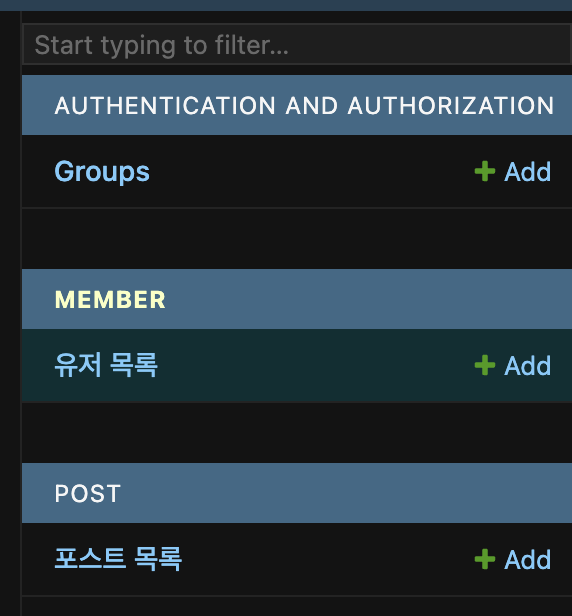 Start typing to filter...
AUTHENTICATION AND AUTHORIZATION
Groups + Add
MEMBER
유저 목록 + Add
POST
포스트 목록 + Add